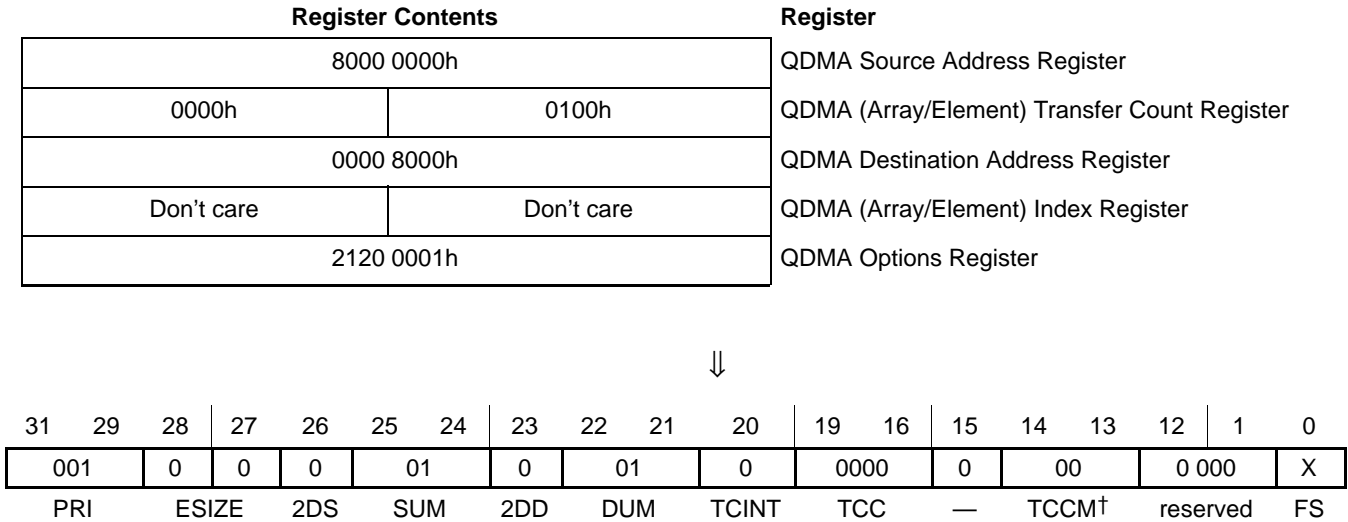 Register Contents Register
8000 0000h QDMA Source Address Register
0000h 0100h QDMA (Array/Element) Transfer Count Register
0000 8000h QDMA Destination Address Register
Don't care Don't care QDMA (Array/Element) Index Register
2120 0001h QDMA Options Register
⇓
31 29 28 27 26 25 24 23 22 21 20 19 16 15 14 13 12 1 0
001 0 0 0 01 0 01 0 0000 0 00 0 000 X
PRI ESIZE 2DS SUM 2DD DUM TCINT TCC — TCCM† reserved FS